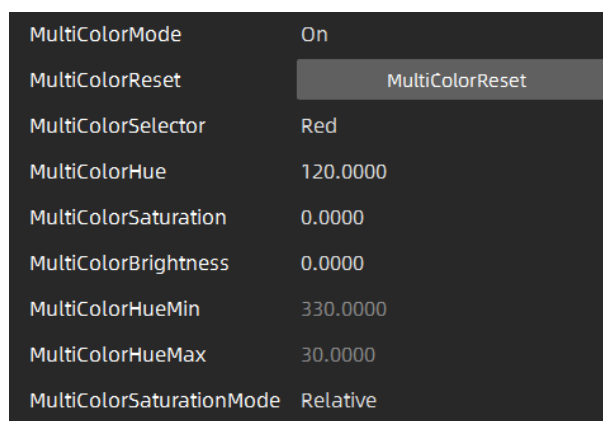 MultiColorMode On
MultiColorReset MultiColorReset
MultiColorSelector Red
MultiColorHue 120.0000
MultiColorSaturation 0.0000
MultiColorBrightness 0.0000
MultiColorHueMin 330.0000
MultiColorHueMax 30.0000
MultiColorSaturationMode Relative